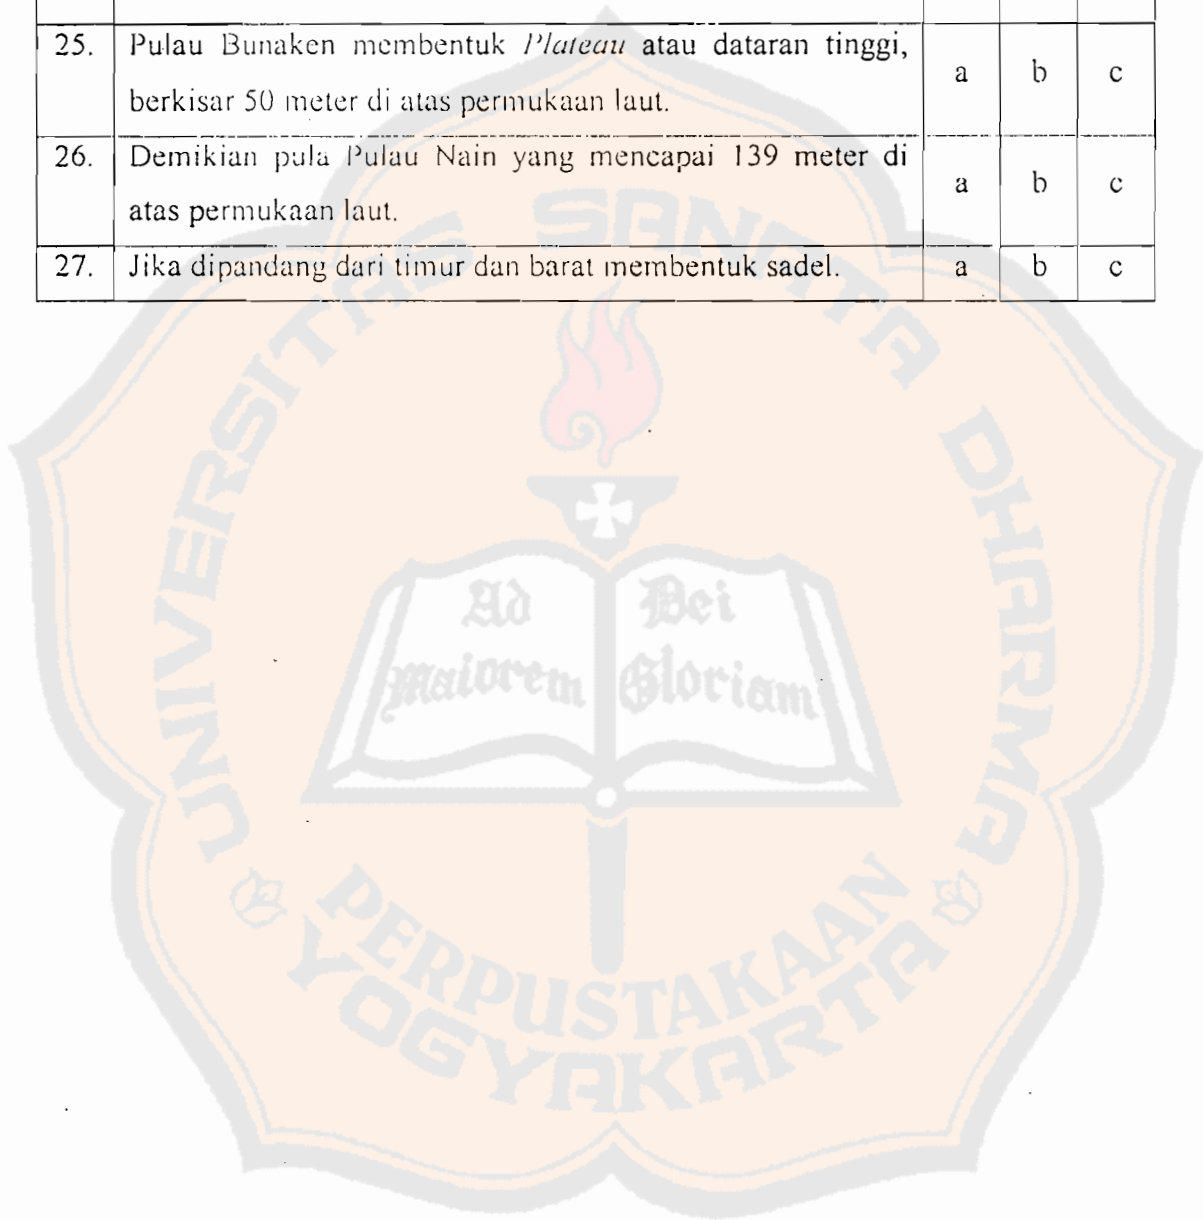 25. Pulau Bunaken membentuk Plateau atau dataran tinggi,
berkisar 50 meter di atas permukaan laut. a b c
26. Demikian pula Pulau Nain yang mencapai 139 meter di
atas permukaan laut. a b c
27. Jika dipandang dari timur dan barat membentuk sadel. a b c
UNIVERSITAS SANATA DHARMA
Ad Dei
maiorem Gloriam
PERPUSTAKAAN
YOGYAKARTA